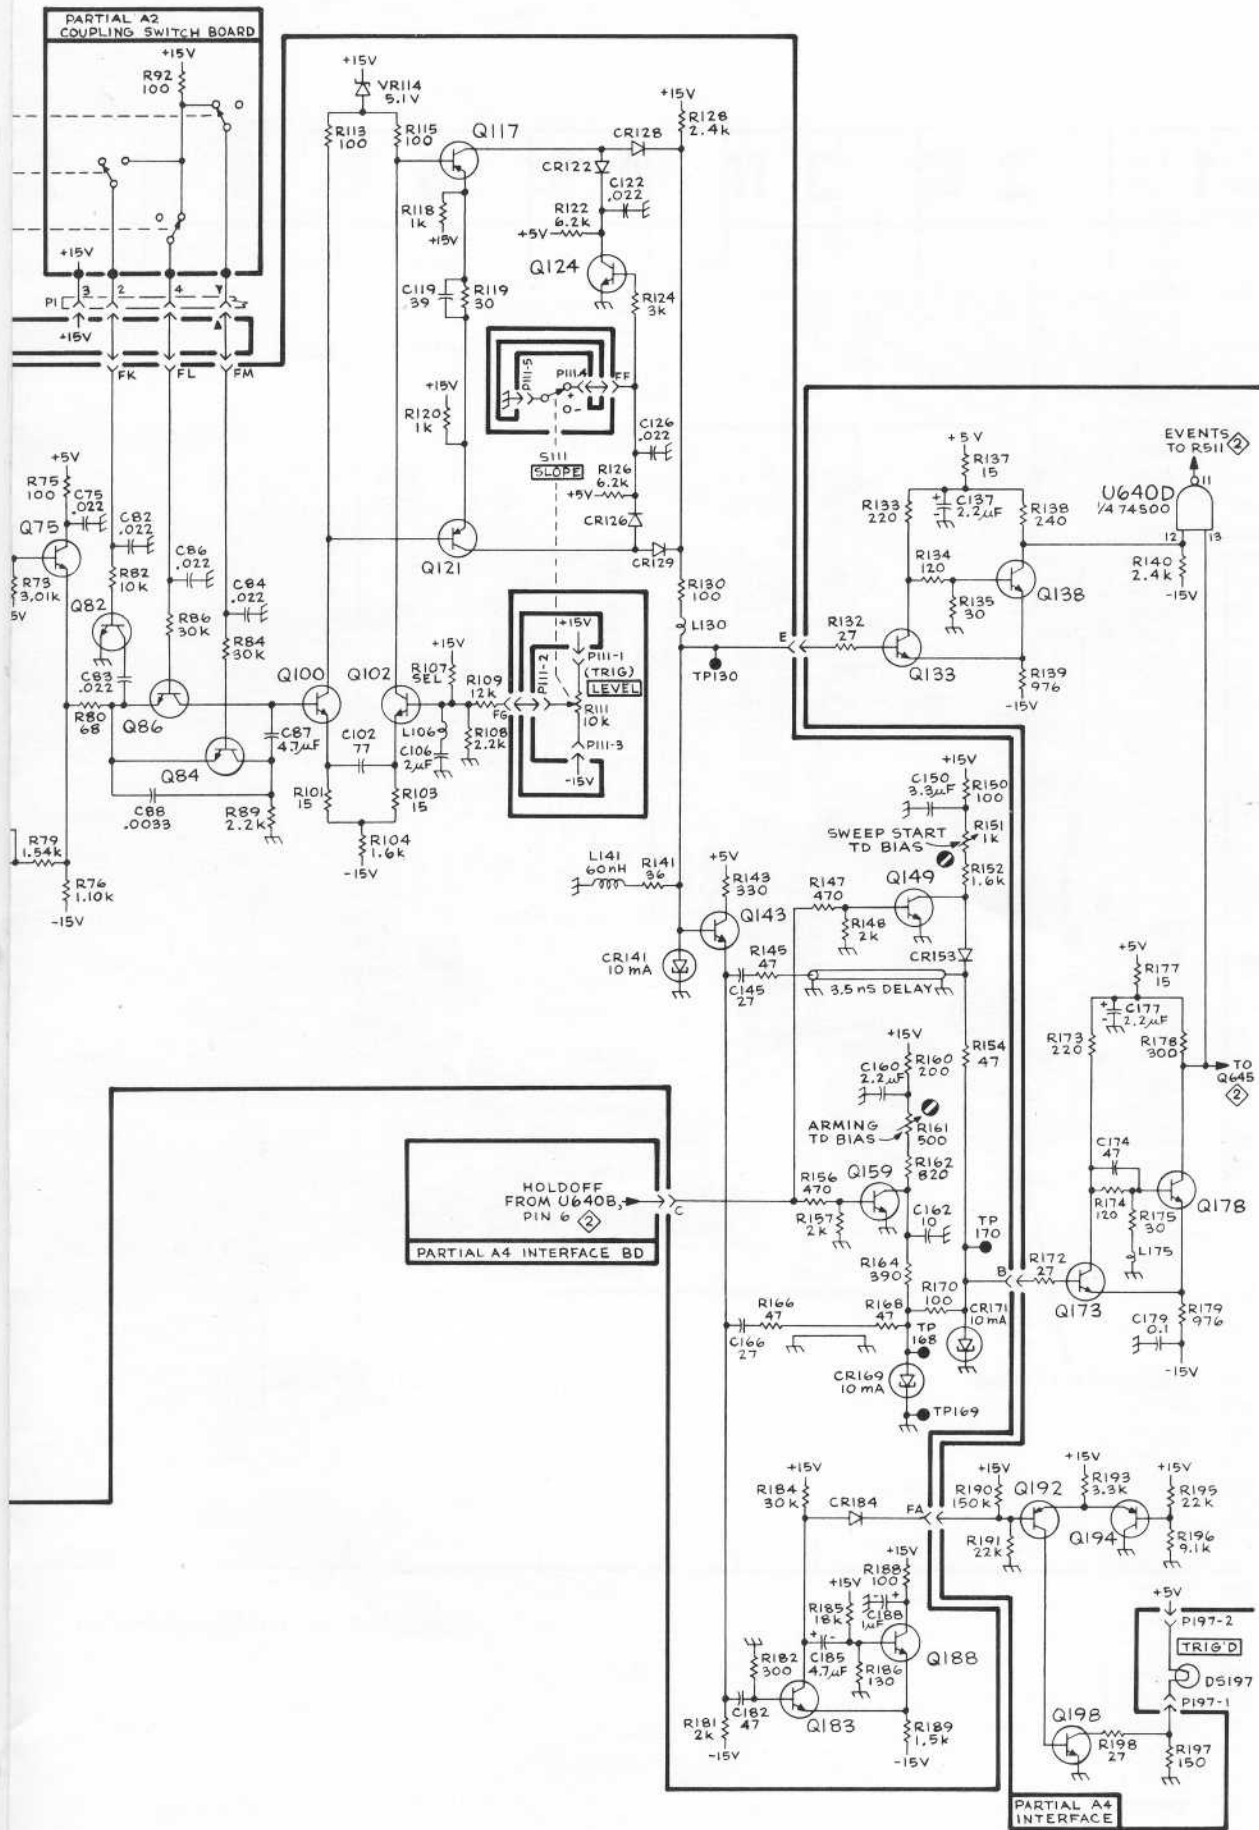 PARTIAL A2
COUPLING SWITCH BOARD
+15V
R92
100
+15V
P1
3
2
4
+15V
FK
FL
FM
+15V
VR114
5.1V
R113
100
R115
100
Q117
R118
1k
+15V
C119
39
R119
30
+15V
R120
1k
Q121
+15V
R128
2.4k
CR128
CR122
C122
.022
R122
6.2k
+5V
Q124
R124
3k
P111-5
P111-4
FF
+
-
S111
SLOPE
C126
.022
R126
6.2k
+5V
CR126
CR129
R130
100
L130
TP130
E
+5V
R75
100
C75
.022
Q75
R73
3.01k
5V
C82
.022
R82
10k
Q82
C83
.022
R80
68
C86
.022
R86
30k
Q86
C84
.022
R84
30k
Q84
C88
.0033
C87
4.7µF
R89
2.2k
R79
1.54k
R76
1.10k
-15V
Q100
Q102
C102
77
R101
15
R103
15
R104
1.6k
-15V
+15V
R107
SEL
L106
C106
2µF
R109
12k
R108
2.2k
FG
P111-2
+15V
P111-1
(TRIG)
LEVEL
R111
10k
P111-3
-15V
R132
27
Q133
R133
220
+5V
R137
15
+
-
C137
2.2µF
R138
240
R134
120
R135
30
Q138
R139
976
-15V
EVENTS
TO R511 2
11
U640D
1/4 74S00
12
13
R140
2.4k
-15V
L141
60nH
R141
36
CR141
10mA
+5V
R143
330
Q143
R145
47
C145
27
3.5nS DELAY
R147
470
R148
2k
Q149
+15V
C150
3.3µF
R150
100
SWEEP START
TD BIAS
R151
1k
R152
1.6k
CR153
R154
47
+15V
C160
2.2µF
R160
200
ARMING
TD BIAS
R161
500
R162
820
HOLDOFF
FROM U640B,
PIN 6 2
PARTIAL A4 INTERFACE BD
C
R156
470
R157
2k
Q159
C162
10
R164
390
TP
170
R170
100
CR171
10mA
R166
47
C166
27
R168
47
TP
168
CR169
10mA
TP169
B
R172
27
Q173
R173
220
+5V
R177
15
+
-
C177
2.2µF
R178
300
TO
Q645
2
C174
47
R174
120
R175
30
L175
Q178
R179
976
C179
0.1
-15V
+15V
R184
30k
CR184
FA
+15V
R188
100
+15V
R185
18k
-
+
C188
1µF
+
-
C185
4.7µF
R186
130
Q188
R182
300
R181
2k
-15V
C182
47
Q183
R189
1.5k
-15V
+15V
R190
150k
R191
22k
Q192
+15V
R193
3.3k
Q194
+15V
R195
22k
R196
9.1k
+5V
P197-2
TRIG'D
DS197
P197-1
Q198
R198
27
R197
150
PARTIAL A4
INTERFACE